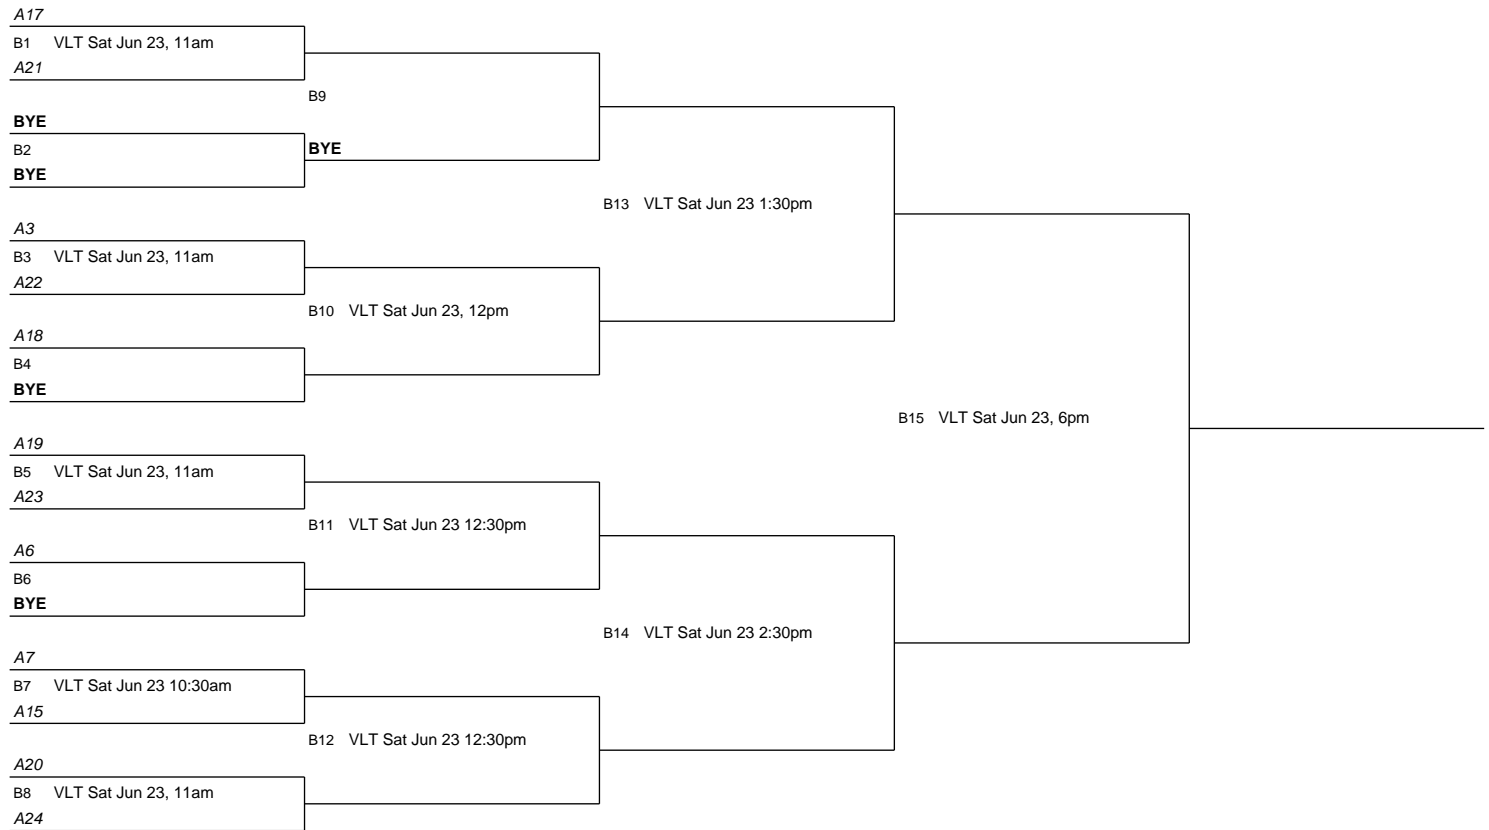 A17
B1 VLT Sat Jun 23, 11am
A21
B9
BYE
B2
BYE
BYE
B13 VLT Sat Jun 23 1:30pm
A3
B3 VLT Sat Jun 23, 11am
A22
B10 VLT Sat Jun 23, 12pm
A18
B4
BYE
B15 VLT Sat Jun 23, 6pm
A19
B5 VLT Sat Jun 23, 11am
A23
B11 VLT Sat Jun 23 12:30pm
A6
B6
BYE
B14 VLT Sat Jun 23 2:30pm
A7
B7 VLT Sat Jun 23 10:30am
A15
B12 VLT Sat Jun 23 12:30pm
A20
B8 VLT Sat Jun 23, 11am
A24